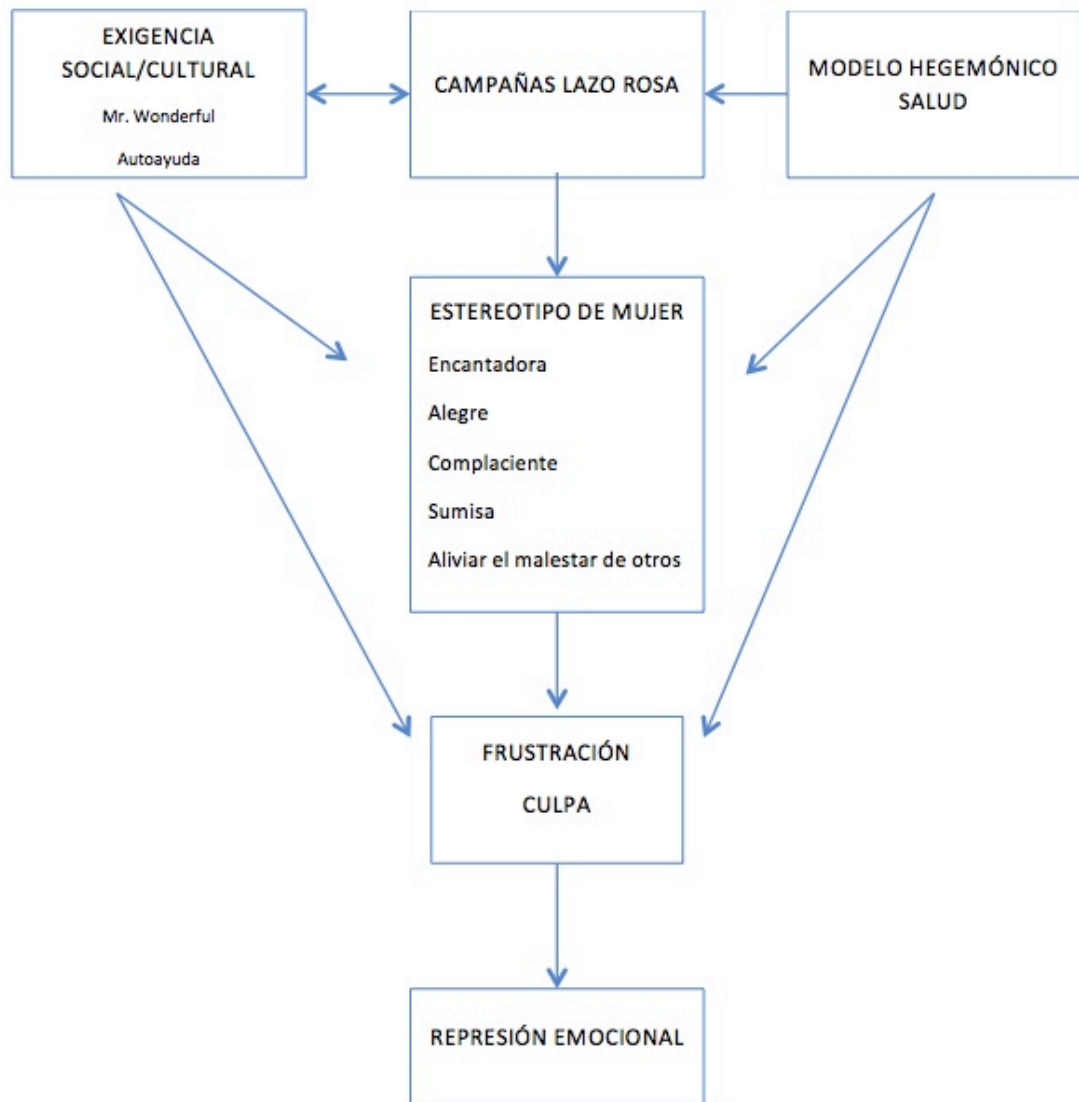 EXIGENCIA
SOCIAL/CULTURAL
Mr. Wonderful
Autoayuda
CAMPAÑAS LAZO ROSA
MODELO HEGEMÓNICO
SALUD
ESTEREOTIPO DE MUJER
Encantadora
Alegre
Complaciente
Sumisa
Aliviar el malestar de otros
FRUSTRACIÓN
CULPA
REPRESIÓN EMOCIONAL